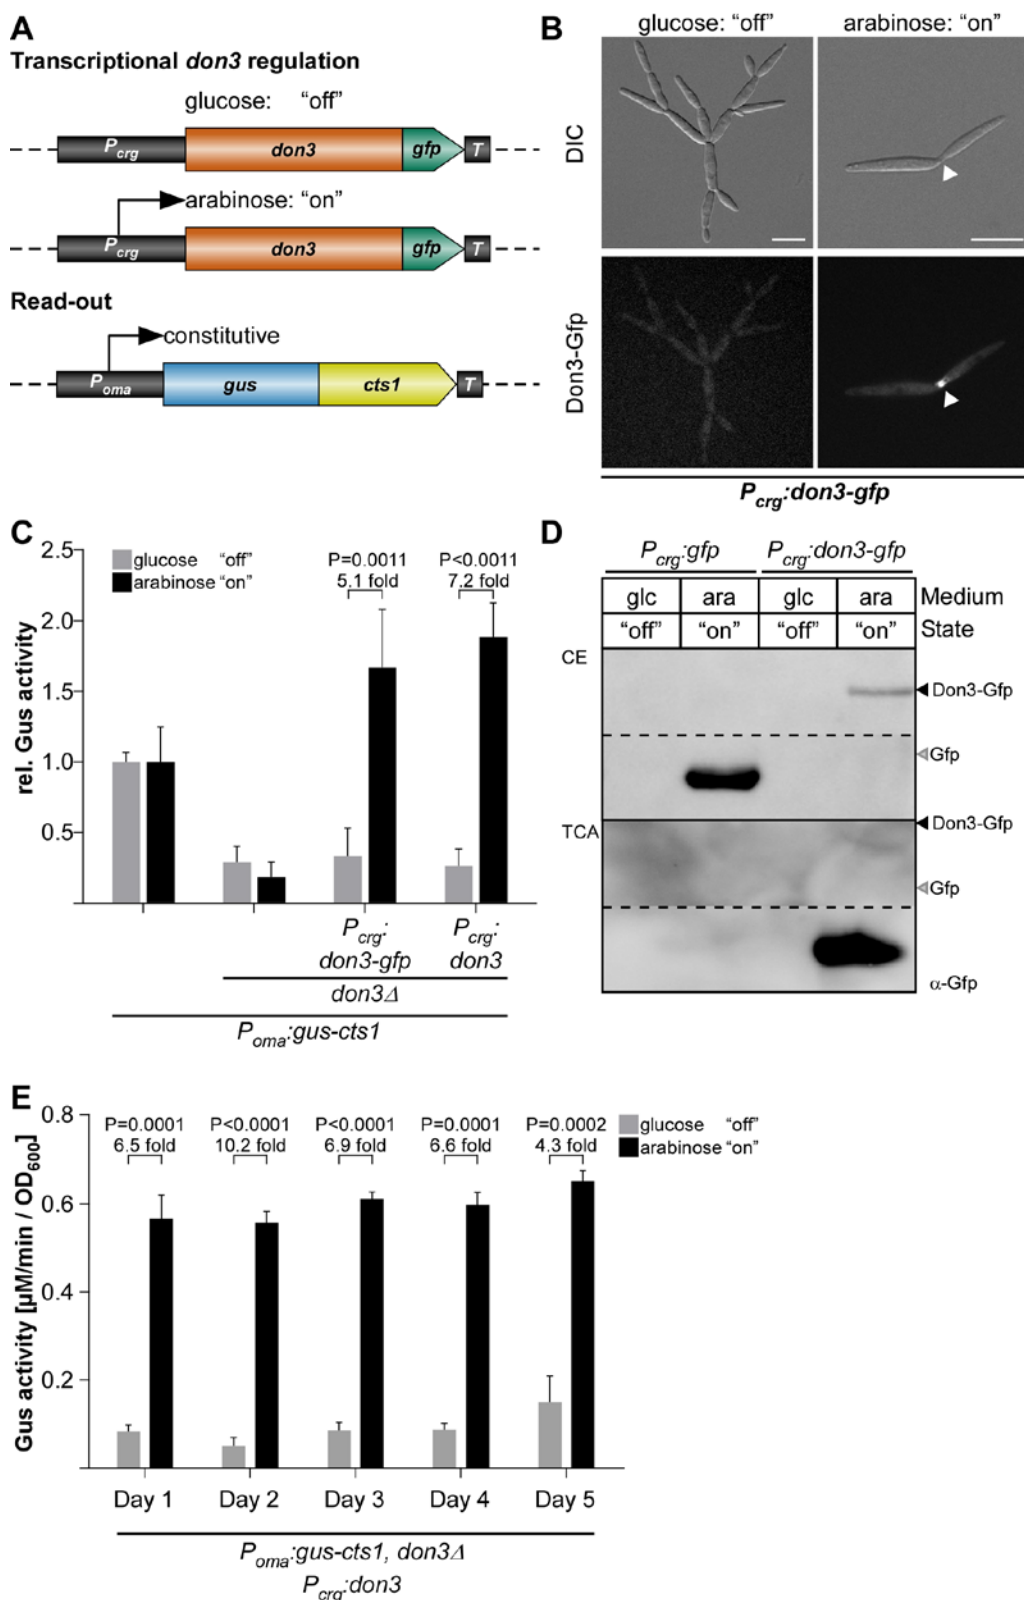 A
Transcriptional don3 regulation
glucose: "off"
Pcrg don3 gfp T
arabinose: "on"
Pcrg don3 gfp T
Read-out
constitutive
Poma gus cts1 T
B
glucose: "off" arabinose: "on"
DIC
Don3-Gfp
Pcrg:don3-gfp
C
rel. Gus activity
2.5
2.0
1.5
1.0
0.5
glucose "off"
arabinose "on"
P=0.0011 P<0.0011
5.1 fold 7.2 fold
Pcrg: Pcrg:
don3-gfp don3
don3Δ
Poma:gus-cts1
D
Pcrg:gfp Pcrg:don3-gfp
glc ara glc ara Medium
"off" "on" "off" "on" State
CE
Don3-Gfp
Gfp
TCA
Don3-Gfp
Gfp
α-Gfp
E
Gus activity [µM/min / OD600]
0.8
0.6
0.4
0.2
P=0.0001 P<0.0001 P<0.0001 P=0.0001 P=0.0002
6.5 fold 10.2 fold 6.9 fold 6.6 fold 4.3 fold
glucose "off"
arabinose "on"
Day 1 Day 2 Day 3 Day 4 Day 5
Poma:gus-cts1, don3Δ
Pcrg:don3